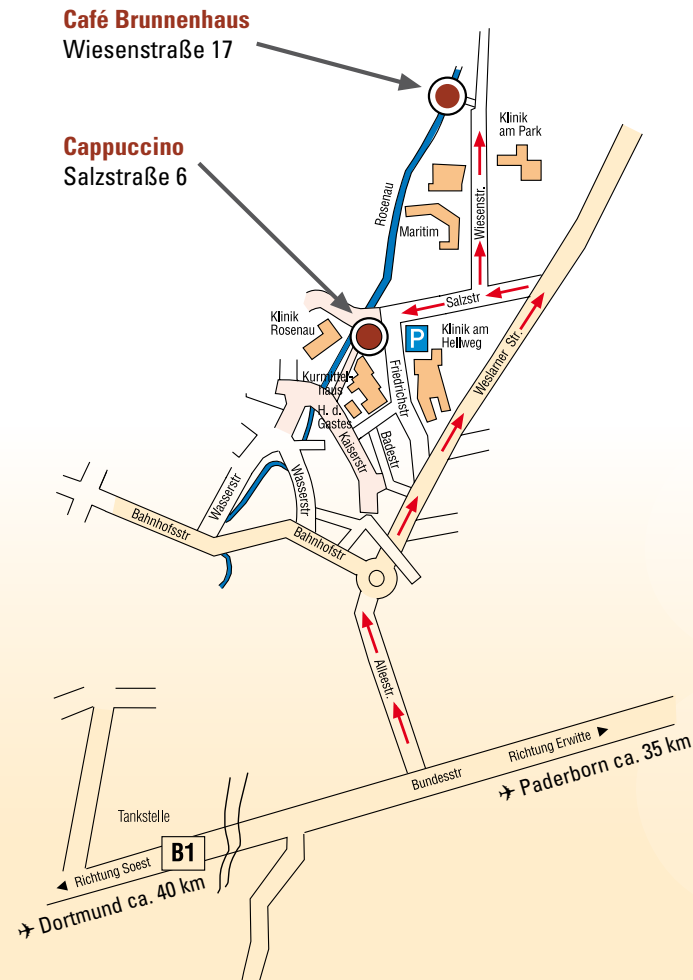 Café Brunnenhaus
Wiesenstraße 17
Cappuccino
Salzstraße 6
Klinik
am Park
Rosenau
Wiesenstr.
Maritim
Salzstr
Klinik
Rosenau
P
Klinik am
Hellweg
Weslarner Str.
Kurmittel-
haus
Friedrichstr
H. d.
Gastes
Kaiserstr
Badestr
Wasserstr
Wasserstr
Bahnhofsstr
Bahnhofstr
Alleestr.
Richtung Erwitte
Bundesstr
Paderborn ca. 35 km
Tankstelle
B1
Richtung Soest
Dortmund ca. 40 km